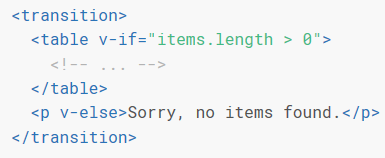 <transition>
  <table v-if="items.length > 0">
    <!-- ... -->
  </table>
  <p v-else>Sorry, no items found.</p>
</transition>